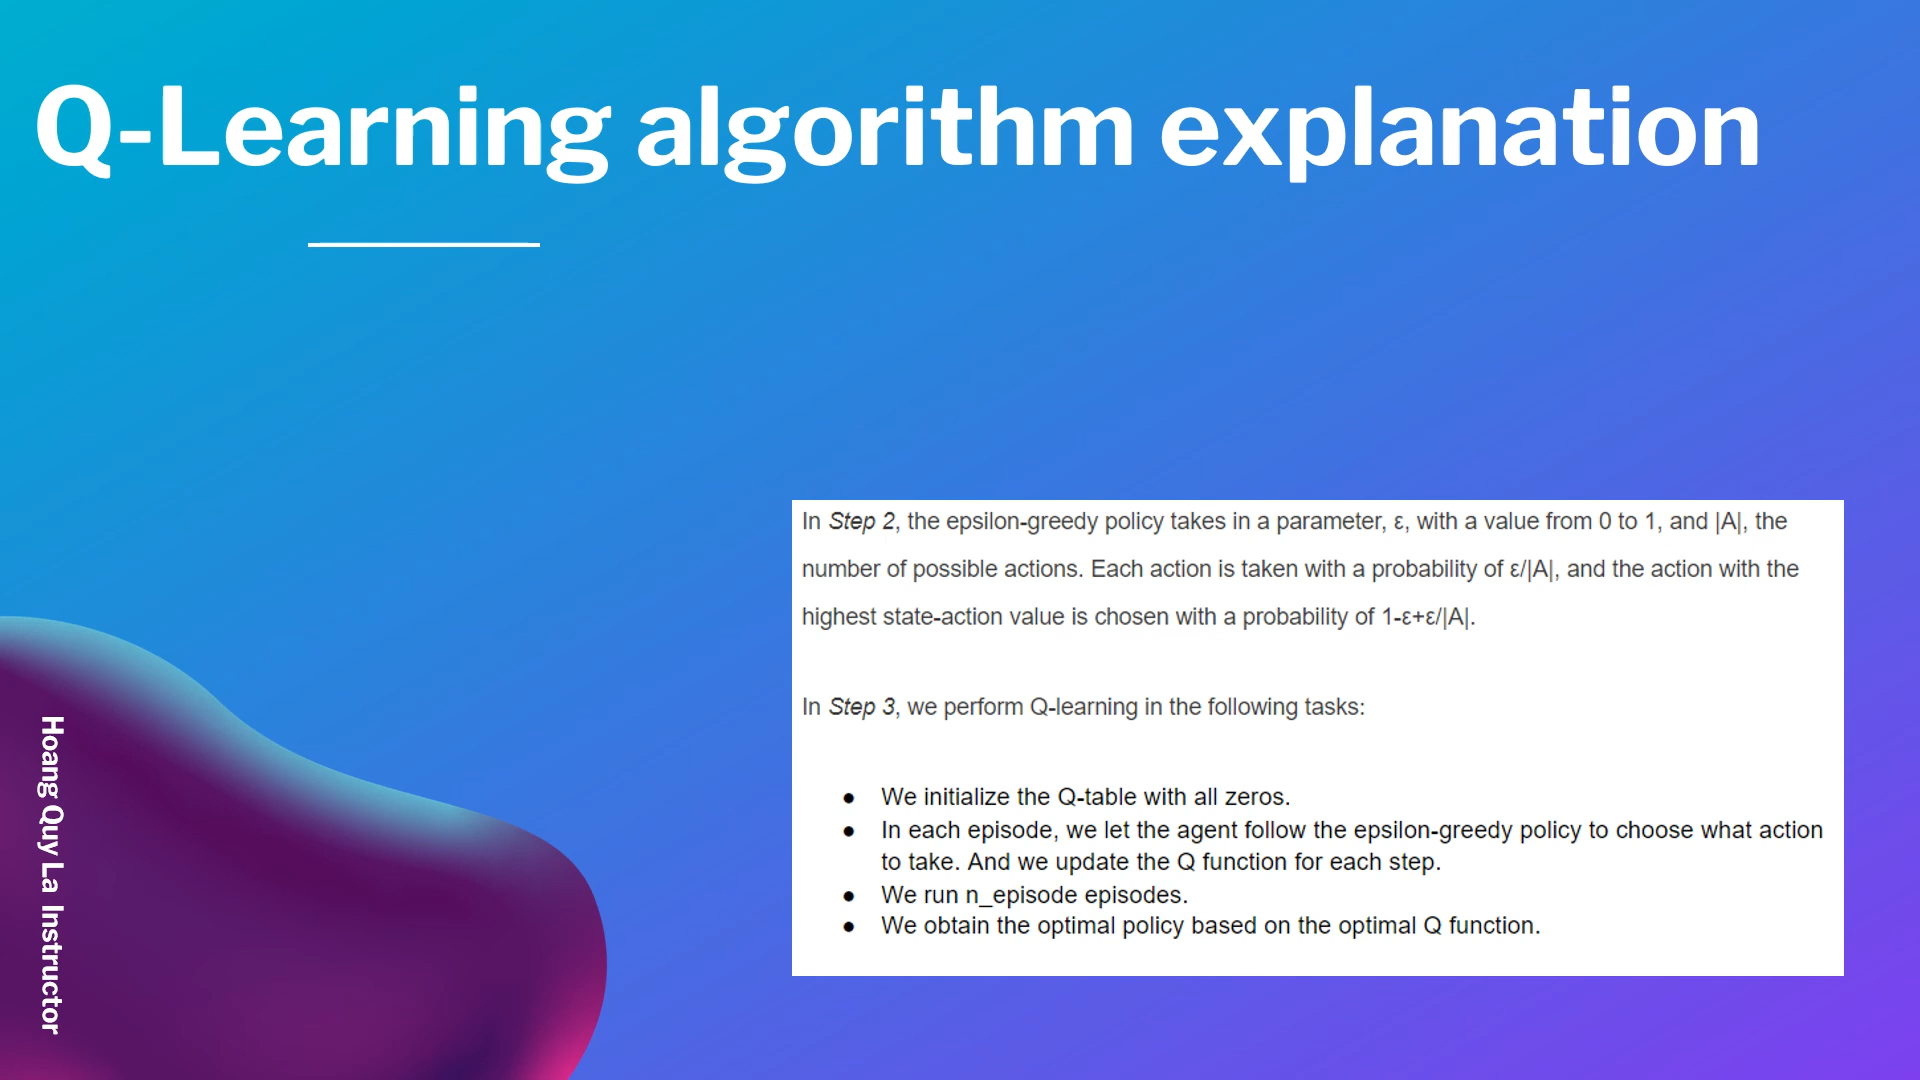 Q-Learning algorithm explanation
In Step 2, the epsilon-greedy policy takes in a parameter, ε, with a value from 0 to 1, and |A|, the
number of possible actions. Each action is taken with a probability of ε/|A|, and the action with the
highest state-action value is chosen with a probability of 1-ε+ε/|A|.
In Step 3, we perform Q-learning in the following tasks:
● We initialize the Q-table with all zeros.
● In each episode, we let the agent follow the epsilon-greedy policy to choose what action
to take. And we update the Q function for each step.
● We run n_episode episodes.
● We obtain the optimal policy based on the optimal Q function.
Hoang Quy La Instructor